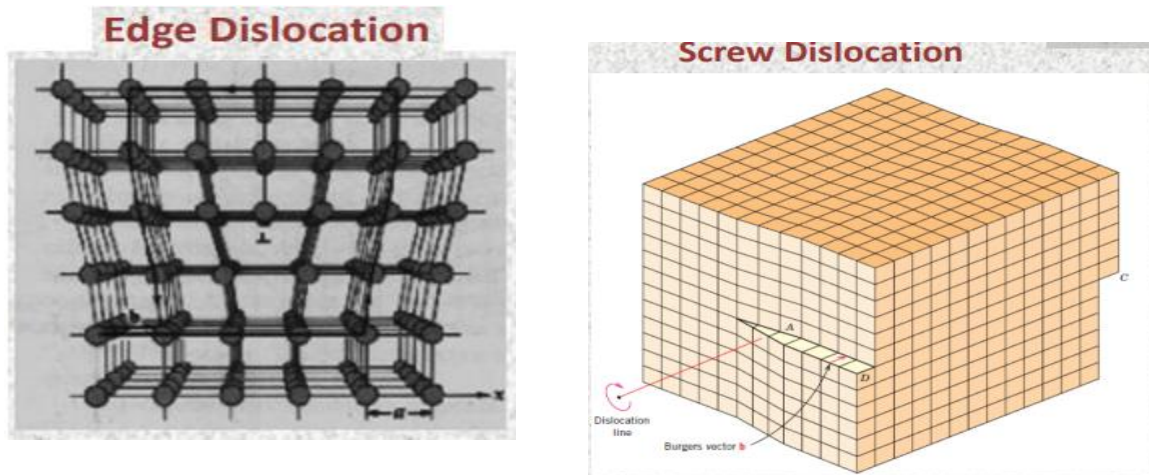 Edge Dislocation
⊥
b
a
x
Screw Dislocation
A
C
D
Dislocation
line
Burgers vector b